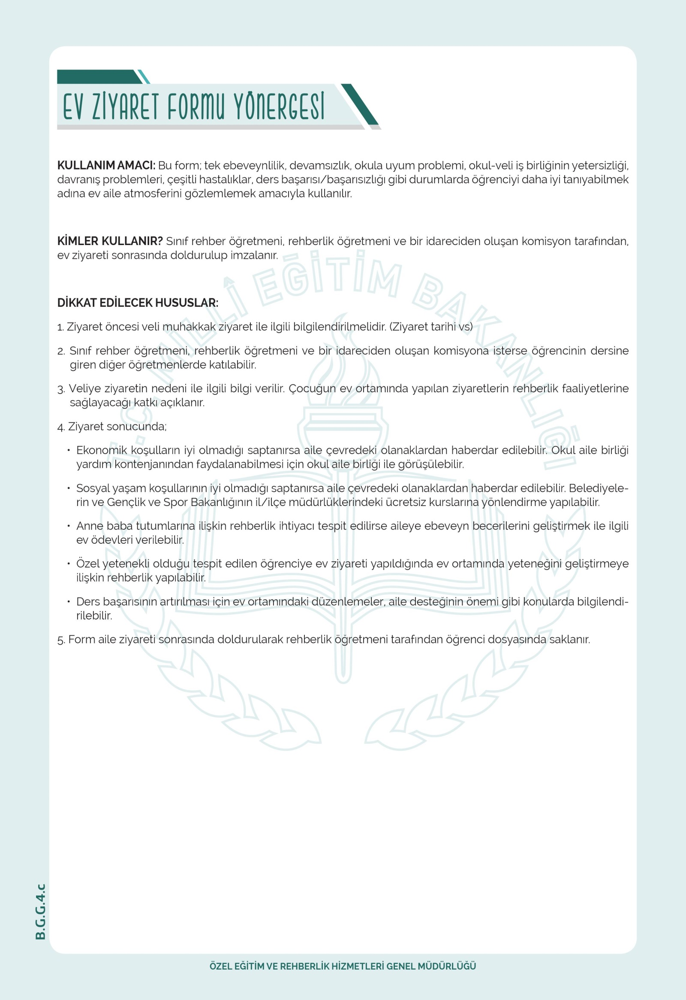 EV ZİYARET FORMU YÖNERGESİ
KULLANIM AMACI: Bu form; tek ebeveynlilik, devamsızlık, okula uyum problemi, okul-veli iş birliğinin yetersizliği,
davranış problemleri, çeşitli hastalıklar, ders başarısı/başarısızlığı gibi durumlarda öğrenciyi daha iyi tanıyabilmek
adına ev aile atmosferini gözlemlemek amacıyla kullanılır.
KİMLER KULLANIR? Sınıf rehber öğretmeni, rehberlik öğretmeni ve bir idareciden oluşan komisyon tarafından,
ev ziyareti sonrasında doldurulup imzalanır.
T.C. MİLLÎ EĞİTİM BAKANLIĞI
DİKKAT EDİLECEK HUSUSLAR:
1. Ziyaret öncesi veli muhakkak ziyaret ile ilgili bilgilendirilmelidir. (Ziyaret tarihi vs)
2. Sınıf rehber öğretmeni, rehberlik öğretmeni ve bir idareciden oluşan komisyona isterse öğrencinin dersine
giren diğer öğretmenlerde katılabilir.
3. Veliye ziyaretin nedeni ile ilgili bilgi verilir. Çocuğun ev ortamında yapılan ziyaretlerin rehberlik faaliyetlerine
sağlayacağı katkı açıklanır.
4. Ziyaret sonucunda;
• Ekonomik koşulların iyi olmadığı saptanırsa aile çevredeki olanaklardan haberdar edilebilir. Okul aile birliği
yardım kontenjanından faydalanabilmesi için okul aile birliği ile görüşülebilir.
• Sosyal yaşam koşullarının iyi olmadığı saptanırsa aile çevredeki olanaklardan haberdar edilebilir. Belediyele-
rin ve Gençlik ve Spor Bakanlığının il/ilçe müdürlüklerindeki ücretsiz kurslarına yönlendirme yapılabilir.
• Anne baba tutumlarına ilişkin rehberlik ihtiyacı tespit edilirse aileye ebeveyn becerilerini geliştirmek ile ilgili
ev ödevleri verilebilir.
• Özel yetenekli olduğu tespit edilen öğrenciye ev ziyareti yapıldığında ev ortamında yeteneğini geliştirmeye
ilişkin rehberlik yapılabilir.
• Ders başarısının artırılması için ev ortamındaki düzenlemeler, aile desteğinin önemi gibi konularda bilgilendi-
rilebilir.
5. Form aile ziyareti sonrasında doldurularak rehberlik öğretmeni tarafından öğrenci dosyasında saklanır.
B.G.G.4.c
ÖZEL EĞİTİM VE REHBERLİK HİZMETLERİ GENEL MÜDÜRLÜĞÜ